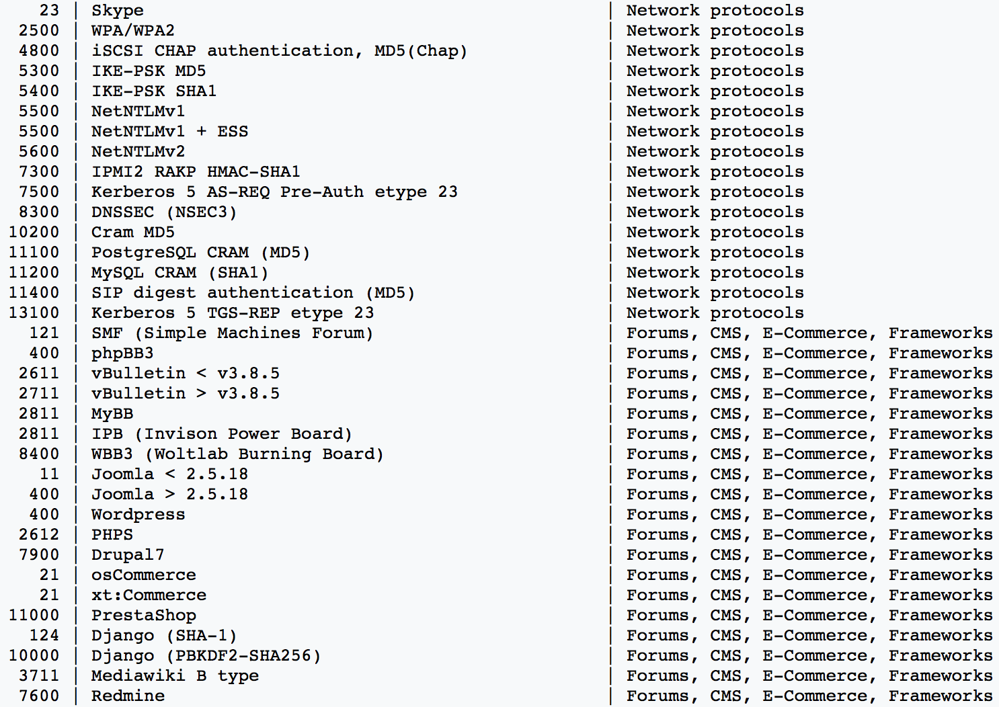 23 | Skype | Network protocols
2500 | WPA/WPA2 | Network protocols
4800 | iSCSI CHAP authentication, MD5(Chap) | Network protocols
5300 | IKE-PSK MD5 | Network protocols
5400 | IKE-PSK SHA1 | Network protocols
5500 | NetNTLMv1 | Network protocols
5500 | NetNTLMv1 + ESS | Network protocols
5600 | NetNTLMv2 | Network protocols
7300 | IPMI2 RAKP HMAC-SHA1 | Network protocols
7500 | Kerberos 5 AS-REQ Pre-Auth etype 23 | Network protocols
8300 | DNSSEC (NSEC3) | Network protocols
10200 | Cram MD5 | Network protocols
11100 | PostgreSQL CRAM (MD5) | Network protocols
11200 | MySQL CRAM (SHA1) | Network protocols
11400 | SIP digest authentication (MD5) | Network protocols
13100 | Kerberos 5 TGS-REP etype 23 | Network protocols
121 | SMF (Simple Machines Forum) | Forums, CMS, E-Commerce, Frameworks
400 | phpBB3 | Forums, CMS, E-Commerce, Frameworks
2611 | vBulletin < v3.8.5 | Forums, CMS, E-Commerce, Frameworks
2711 | vBulletin > v3.8.5 | Forums, CMS, E-Commerce, Frameworks
2811 | MyBB | Forums, CMS, E-Commerce, Frameworks
2811 | IPB (Invison Power Board) | Forums, CMS, E-Commerce, Frameworks
8400 | WBB3 (Woltlab Burning Board) | Forums, CMS, E-Commerce, Frameworks
11 | Joomla < 2.5.18 | Forums, CMS, E-Commerce, Frameworks
400 | Joomla > 2.5.18 | Forums, CMS, E-Commerce, Frameworks
400 | Wordpress | Forums, CMS, E-Commerce, Frameworks
2612 | PHPS | Forums, CMS, E-Commerce, Frameworks
7900 | Drupal7 | Forums, CMS, E-Commerce, Frameworks
21 | osCommerce | Forums, CMS, E-Commerce, Frameworks
21 | xt:Commerce | Forums, CMS, E-Commerce, Frameworks
11000 | PrestaShop | Forums, CMS, E-Commerce, Frameworks
124 | Django (SHA-1) | Forums, CMS, E-Commerce, Frameworks
10000 | Django (PBKDF2-SHA256) | Forums, CMS, E-Commerce, Frameworks
3711 | Mediawiki B type | Forums, CMS, E-Commerce, Frameworks
7600 | Redmine | Forums, CMS, E-Commerce, Frameworks